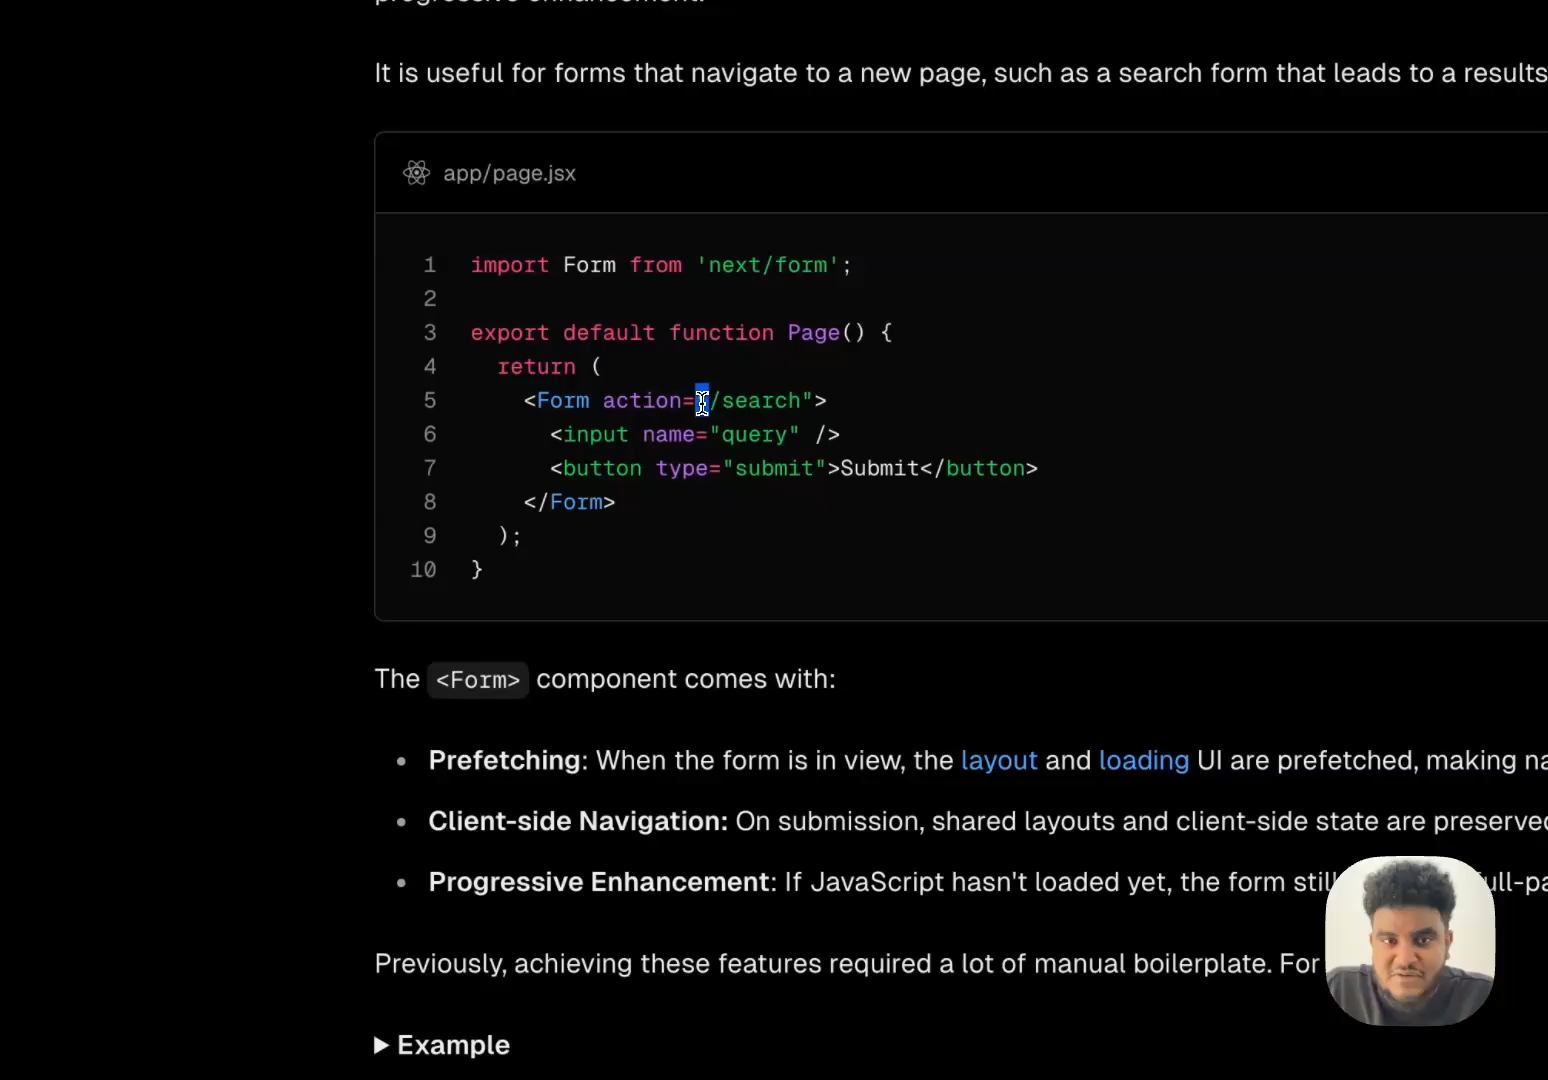 It is useful for forms that navigate to a new page, such as a search form that leads to a results
app/page.jsx
1 import Form from 'next/form';
2
3 export default function Page() {
4 return (
5 <Form action="/search">
6 <input name="query" />
7 <button type="submit">Submit</button>
8 </Form>
9 );
10 }
The <Form> component comes with:
• Prefetching: When the form is in view, the layout and loading UI are prefetched, making na
• Client-side Navigation: On submission, shared layouts and client-side state are preserved
• Progressive Enhancement: If JavaScript hasn't loaded yet, the form still ull-pa
Previously, achieving these features required a lot of manual boilerplate. For
▶ Example